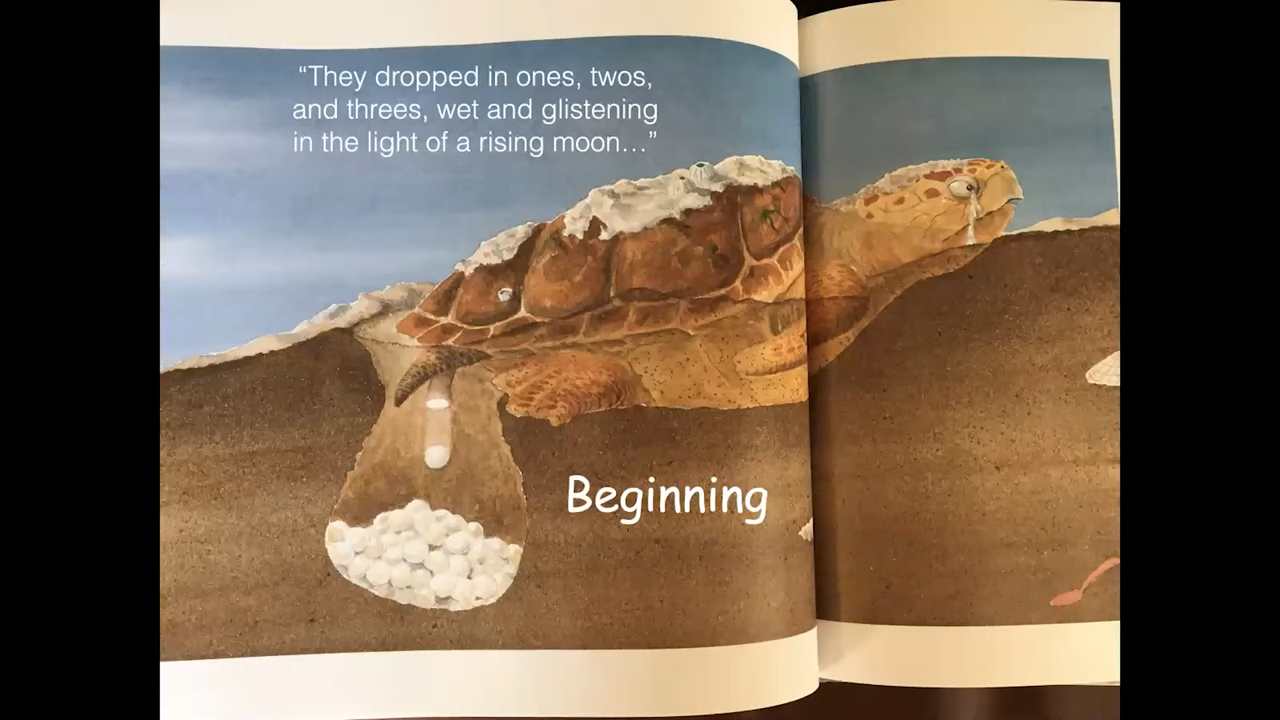 “They dropped in ones, twos,
and threes, wet and glistening
in the light of a rising moon…”
Beginning